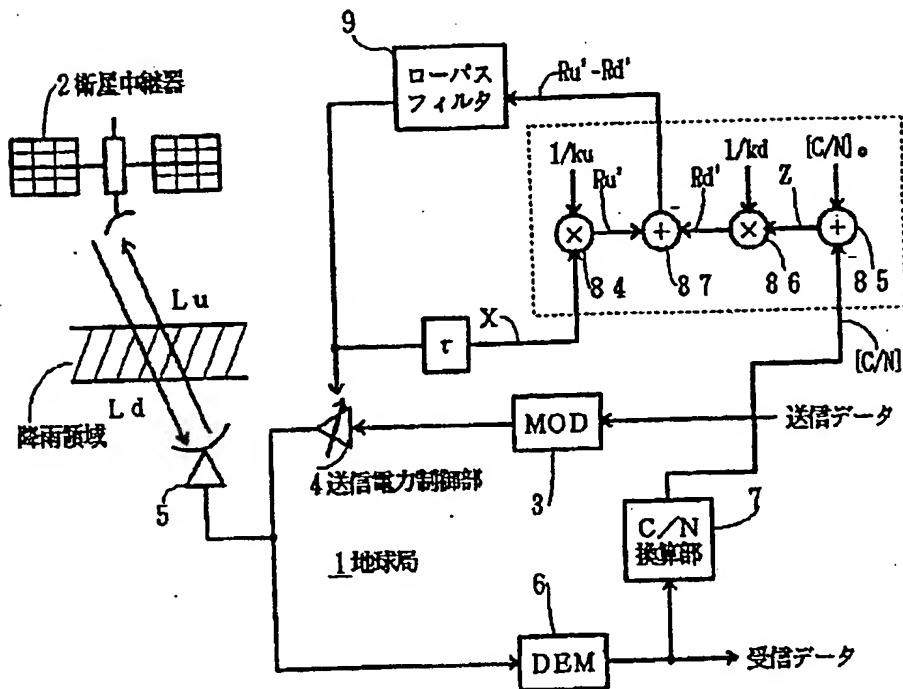 9
ローパス
フィルタ
Ru'-Rd'
2衛星中継器
1/ku
Ru'
Rd'
1/kd
Z
[C/N]。
84
87
86
85
Lu
Ld
降雨領域
τ
X
[C/N]
MOD
送信データ
3
4送信電力制御部
5
1地球局
C/N
換算部
7
6
DEM
受信データ